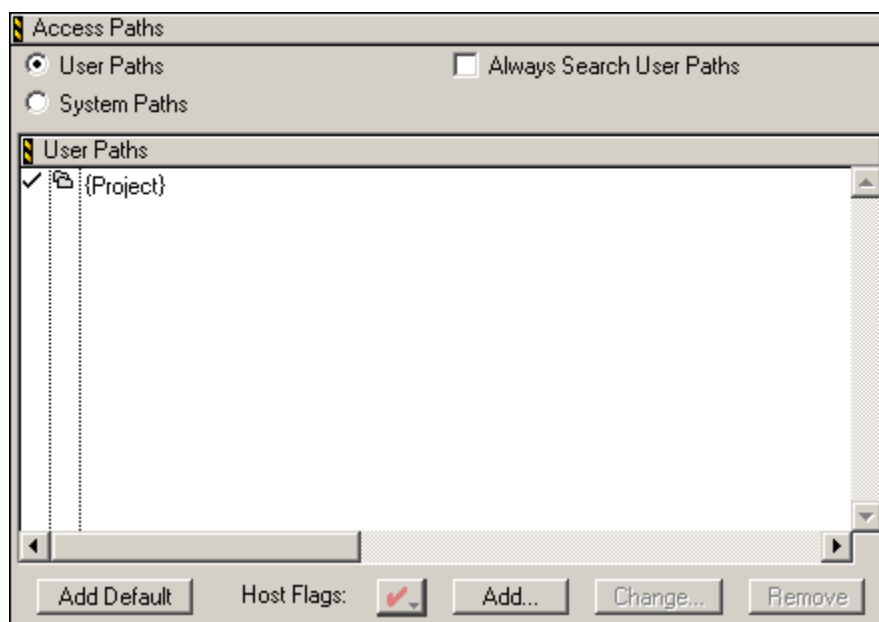 Access Paths
User Paths
Always Search User Paths
System Paths
User Paths
{Project}
Add Default
Host Flags:
Add...
Change...
Remove